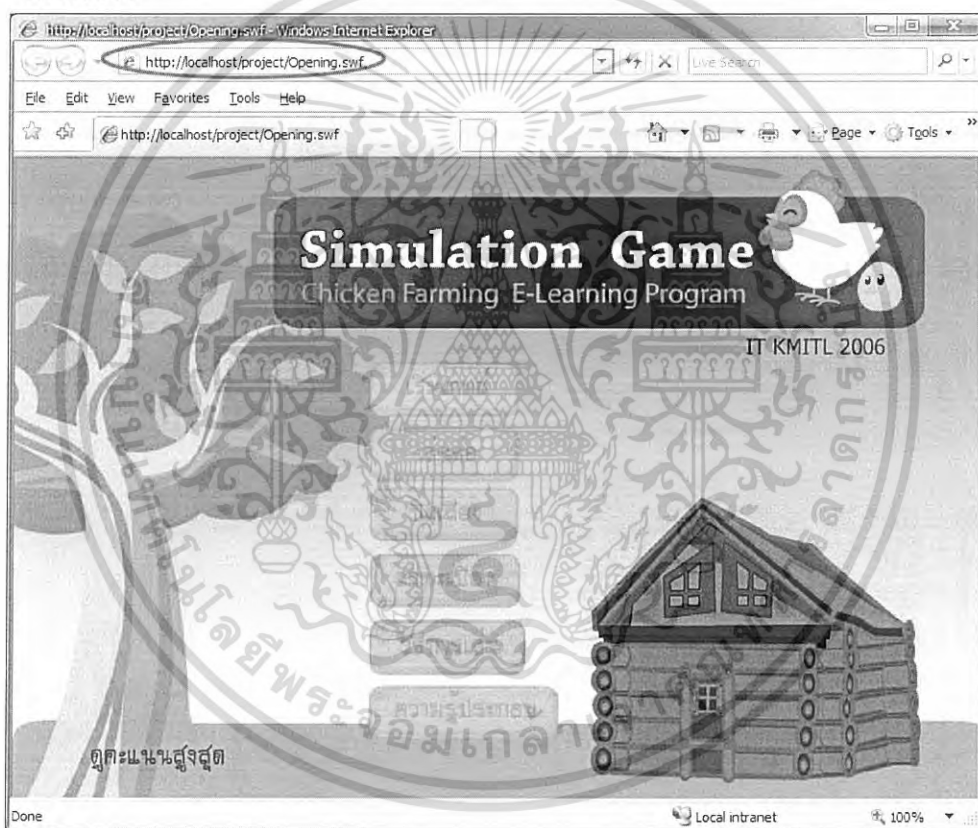 http://localhost/project/Opening.swf - Windows Internet Explorer
http://localhost/project/Opening.swf
Live Search
File Edit View Favorites Tools Help
http://localhost/project/Opening.swf
Page Tools »
Simulation Game
Chicken Farming E-Learning Program
IT KMITL 2006
ความรู้ประกอบ
ดูคะแนนสูงสุด
Done
Local intranet
100%